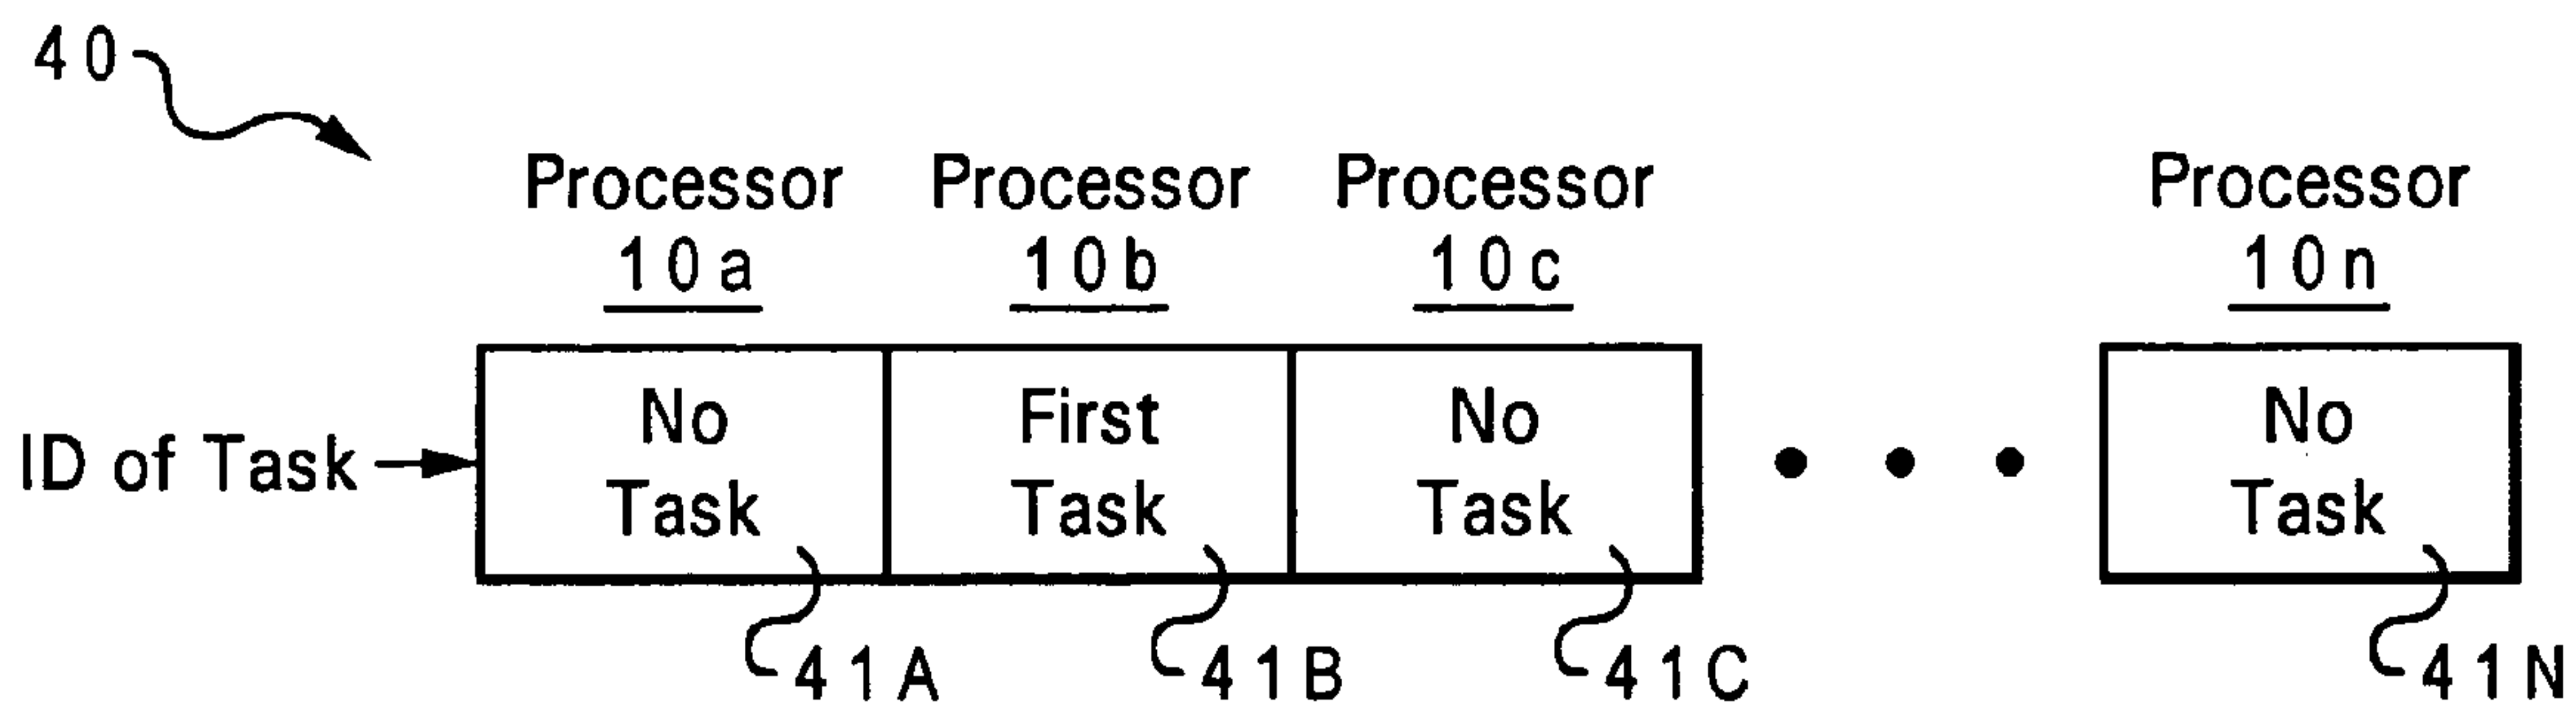 40
Processor Processor Processor Processor
10a 10b 10c 10n
No First No No
ID of Task
Task Task Task Task
41A 41B 41C 41N